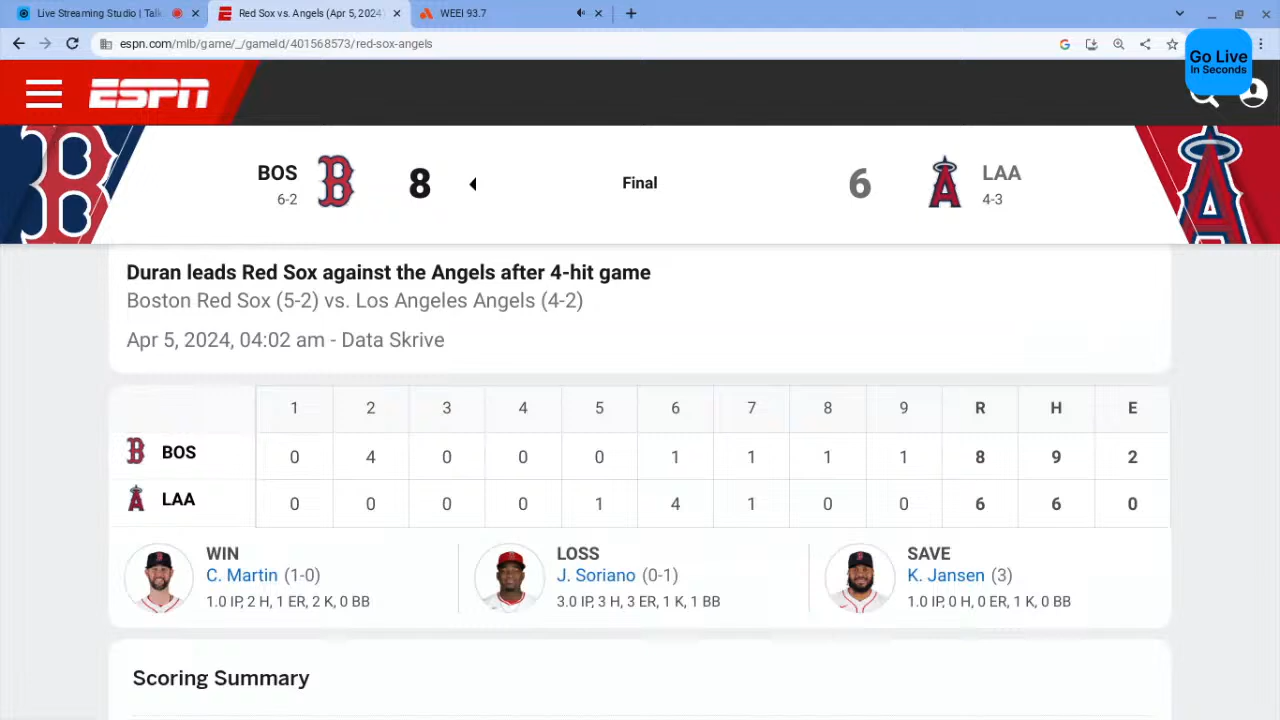 Live Streaming Studio | Talk
Red Sox vs. Angels (Apr 5, 2024
WEEI 93.7
espn.com/mlb/game/_/gameId/401568573/red-sox-angels
Go Live
in Seconds
ESPN
BOS
6-2
8
Final
6
LAA
4-3
Duran leads Red Sox against the Angels after 4-hit game
Boston Red Sox (5-2) vs. Los Angeles Angels (4-2)
Apr 5, 2024, 04:02 am - Data Skrive
1 2 3 4 5 6 7 8 9 R H E
BOS 0 4 0 0 0 1 1 1 1 8 9 2
LAA 0 0 0 0 1 4 1 0 0 6 6 0
WIN
C. Martin (1-0)
1.0 IP, 2 H, 1 ER, 2 K, 0 BB
LOSS
J. Soriano (0-1)
3.0 IP, 3 H, 3 ER, 1 K, 1 BB
SAVE
K. Jansen (3)
1.0 IP, 0 H, 0 ER, 1 K, 0 BB
Scoring Summary